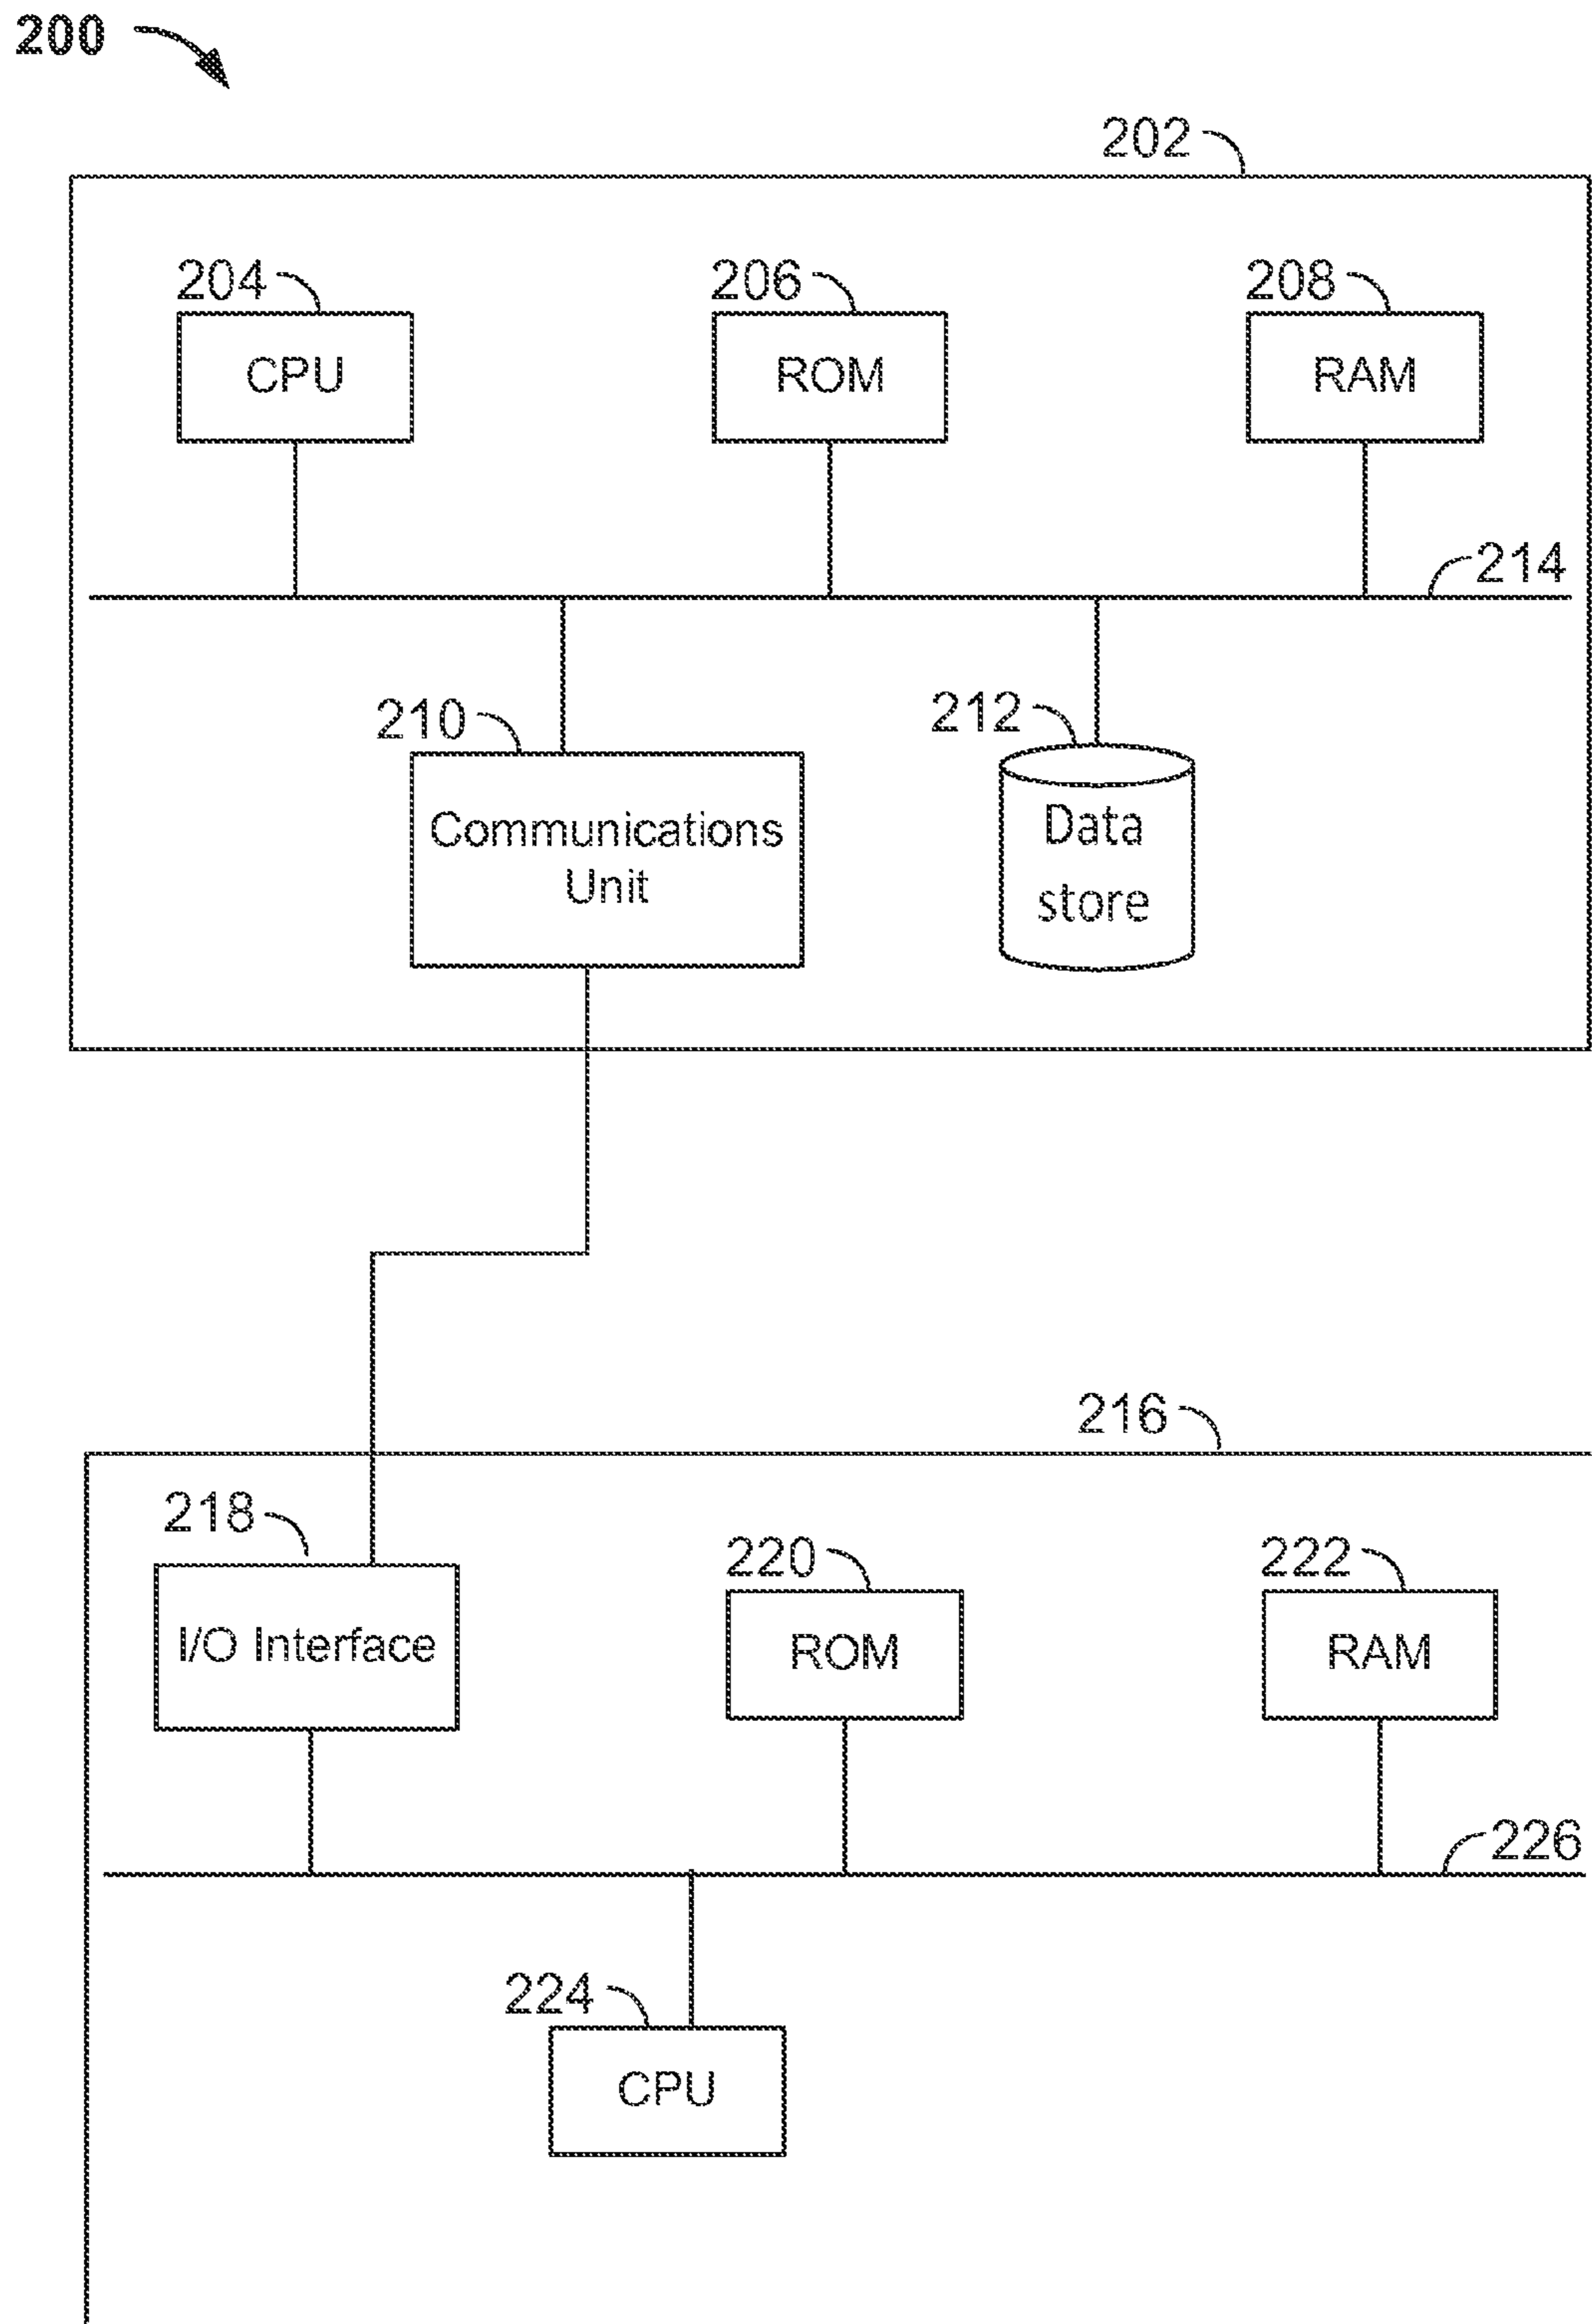 200
202
204
206
208
CPU
ROM
RAM
214
210
212
Communications
Unit
Data
store
216
218
220
222
I/O Interface
ROM
RAM
226
224
CPU